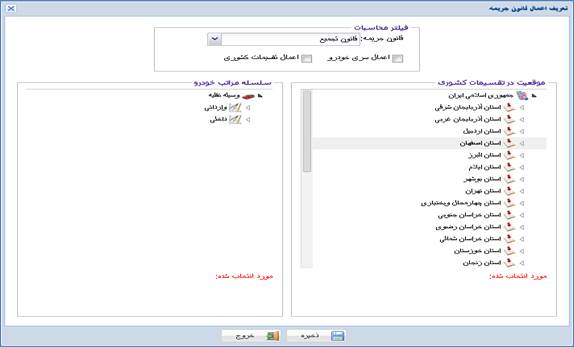 تعریف اعمال قانون جریمه
فیلتر محاسبات
قانون جریمه: قانون تجمیع
اعمال سری خودرو
اعمال تقسیمات کشوری
موقعیت در تقسیمات کشوری
جمهوری اسلامی ایران
استان آذربایجان شرقی
استان آذربایجان غربی
استان اردبیل
استان اصفهان
استان البرز
استان ایلام
استان بوشهر
استان تهران
استان چهارمحال وبختیاری
استان خراسان جنوبی
استان خراسان رضوی
استان خراسان شمالی
استان خوزستان
استان زنجان
مورد انتخاب شده:
سلسله مراتب خودرو
وسیله نقلیه
وارداتی
داخلی
مورد انتخاب شده:
ذخیره
خروج